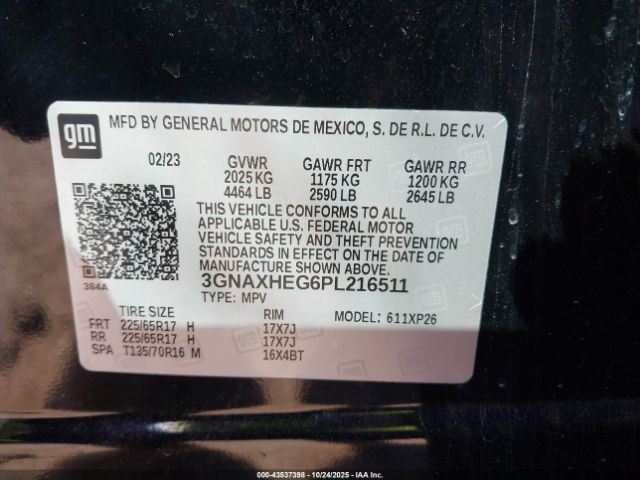 gm
MFD BY GENERAL MOTORS DE MEXICO, S. DE R.L. DE C.V.
02/23 GVWR GAWR FRT GAWR RR
2025 KG 1175 KG 1200 KG
4464 LB 2590 LB 2645 LB
THIS VEHICLE CONFORMS TO ALL
APPLICABLE U.S. FEDERAL MOTOR
VEHICLE SAFETY AND THEFT PREVENTION
STANDARDS IN EFFECT ON THE DATE OF
MANUFACTURE SHOWN ABOVE.
384A
3GNAXHEG6PL216511
TYPE: MPV
TIRE SIZE RIM MODEL: 611XP26
FRT 225/65R17 H 17X7J
RR 225/65R17 H 17X7J
SPA T135/70R16 M 16X4BT
000-43537398 | 10/24/2025 | IAAI, Inc.